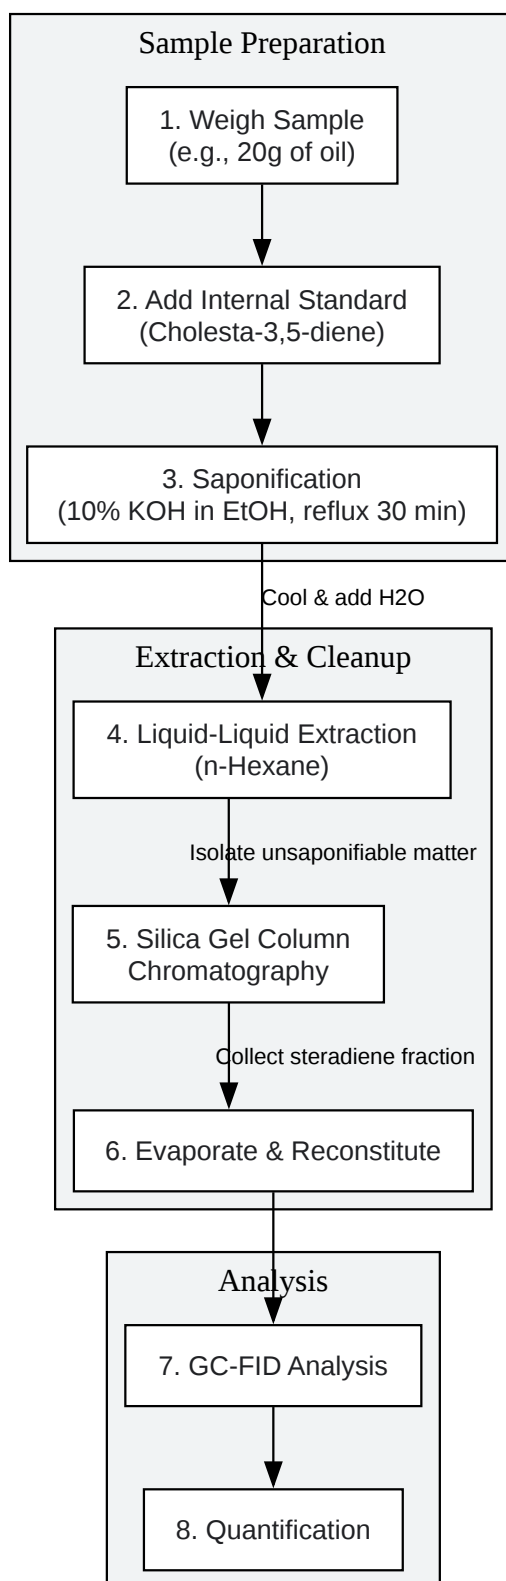 Sample Preparation
1. Weigh Sample
(e.g., 20g of oil)
2. Add Internal Standard
(Cholesta-3,5-diene)
3. Saponification
(10% KOH in EtOH, reflux 30 min)
Cool & add H2O
Extraction & Cleanup
4. Liquid-Liquid Extraction
(n-Hexane)
Isolate unsaponifiable matter
5. Silica Gel Column
Chromatography
Collect steradiene fraction
6. Evaporate & Reconstitute
Analysis
7. GC-FID Analysis
8. Quantification